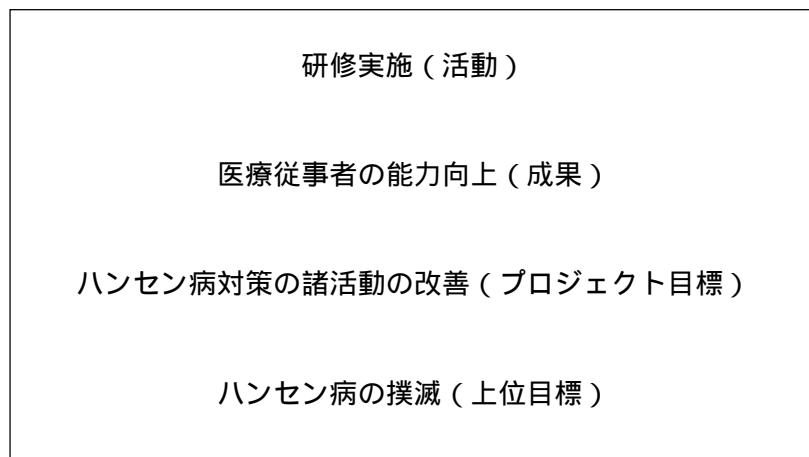 研修実施（活動）
医療従事者の能力向上（成果）
ハンセン病対策の諸活動の改善（プロジェクト目標）
ハンセン病の撲滅（上位目標）